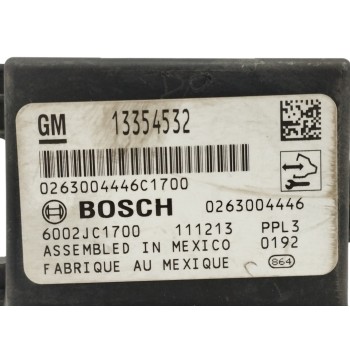 GM 13354532
0263004446C1700
BOSCH 0263004446
6002JC1700 111213 PPL3
ASSEMBLED IN MEXICO 0192
FABRIQUE AU MEXIQUE 864